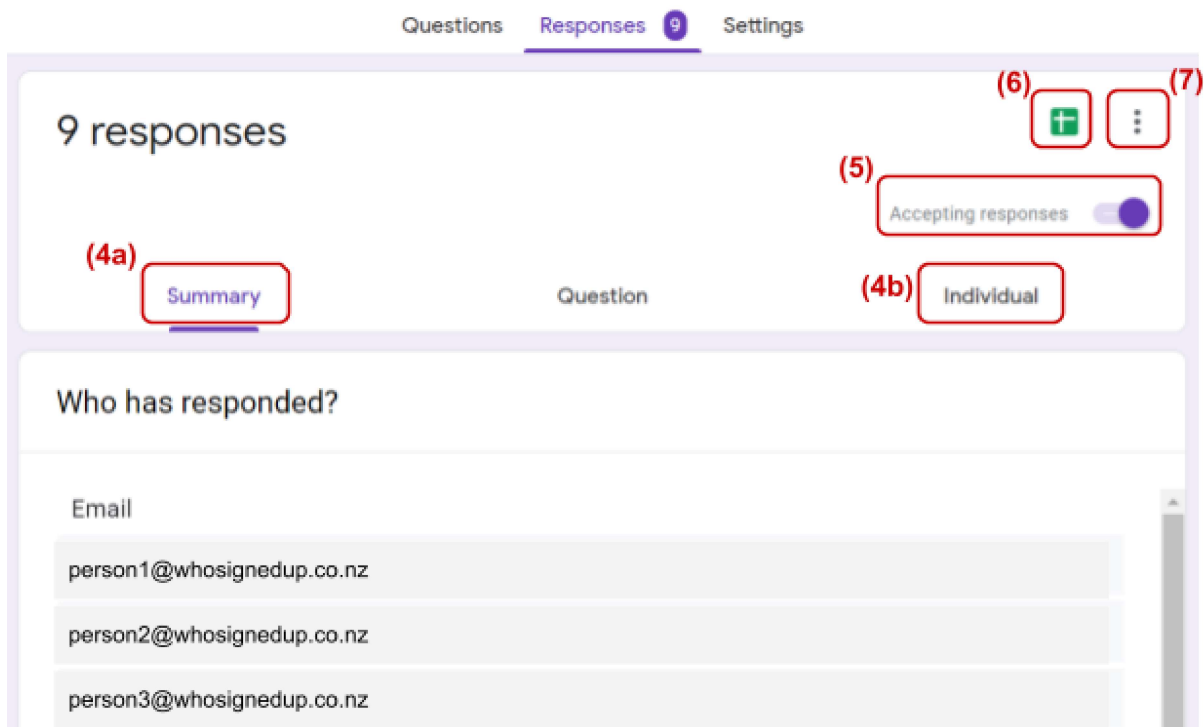 Questions Responses 9 Settings
(6) (7)
9 responses
(5)
Accepting responses
(4a) (4b)
Summary Question Individual
Who has responded?
Email
person1@whosignedup.co.nz
person2@whosignedup.co.nz
person3@whosignedup.co.nz